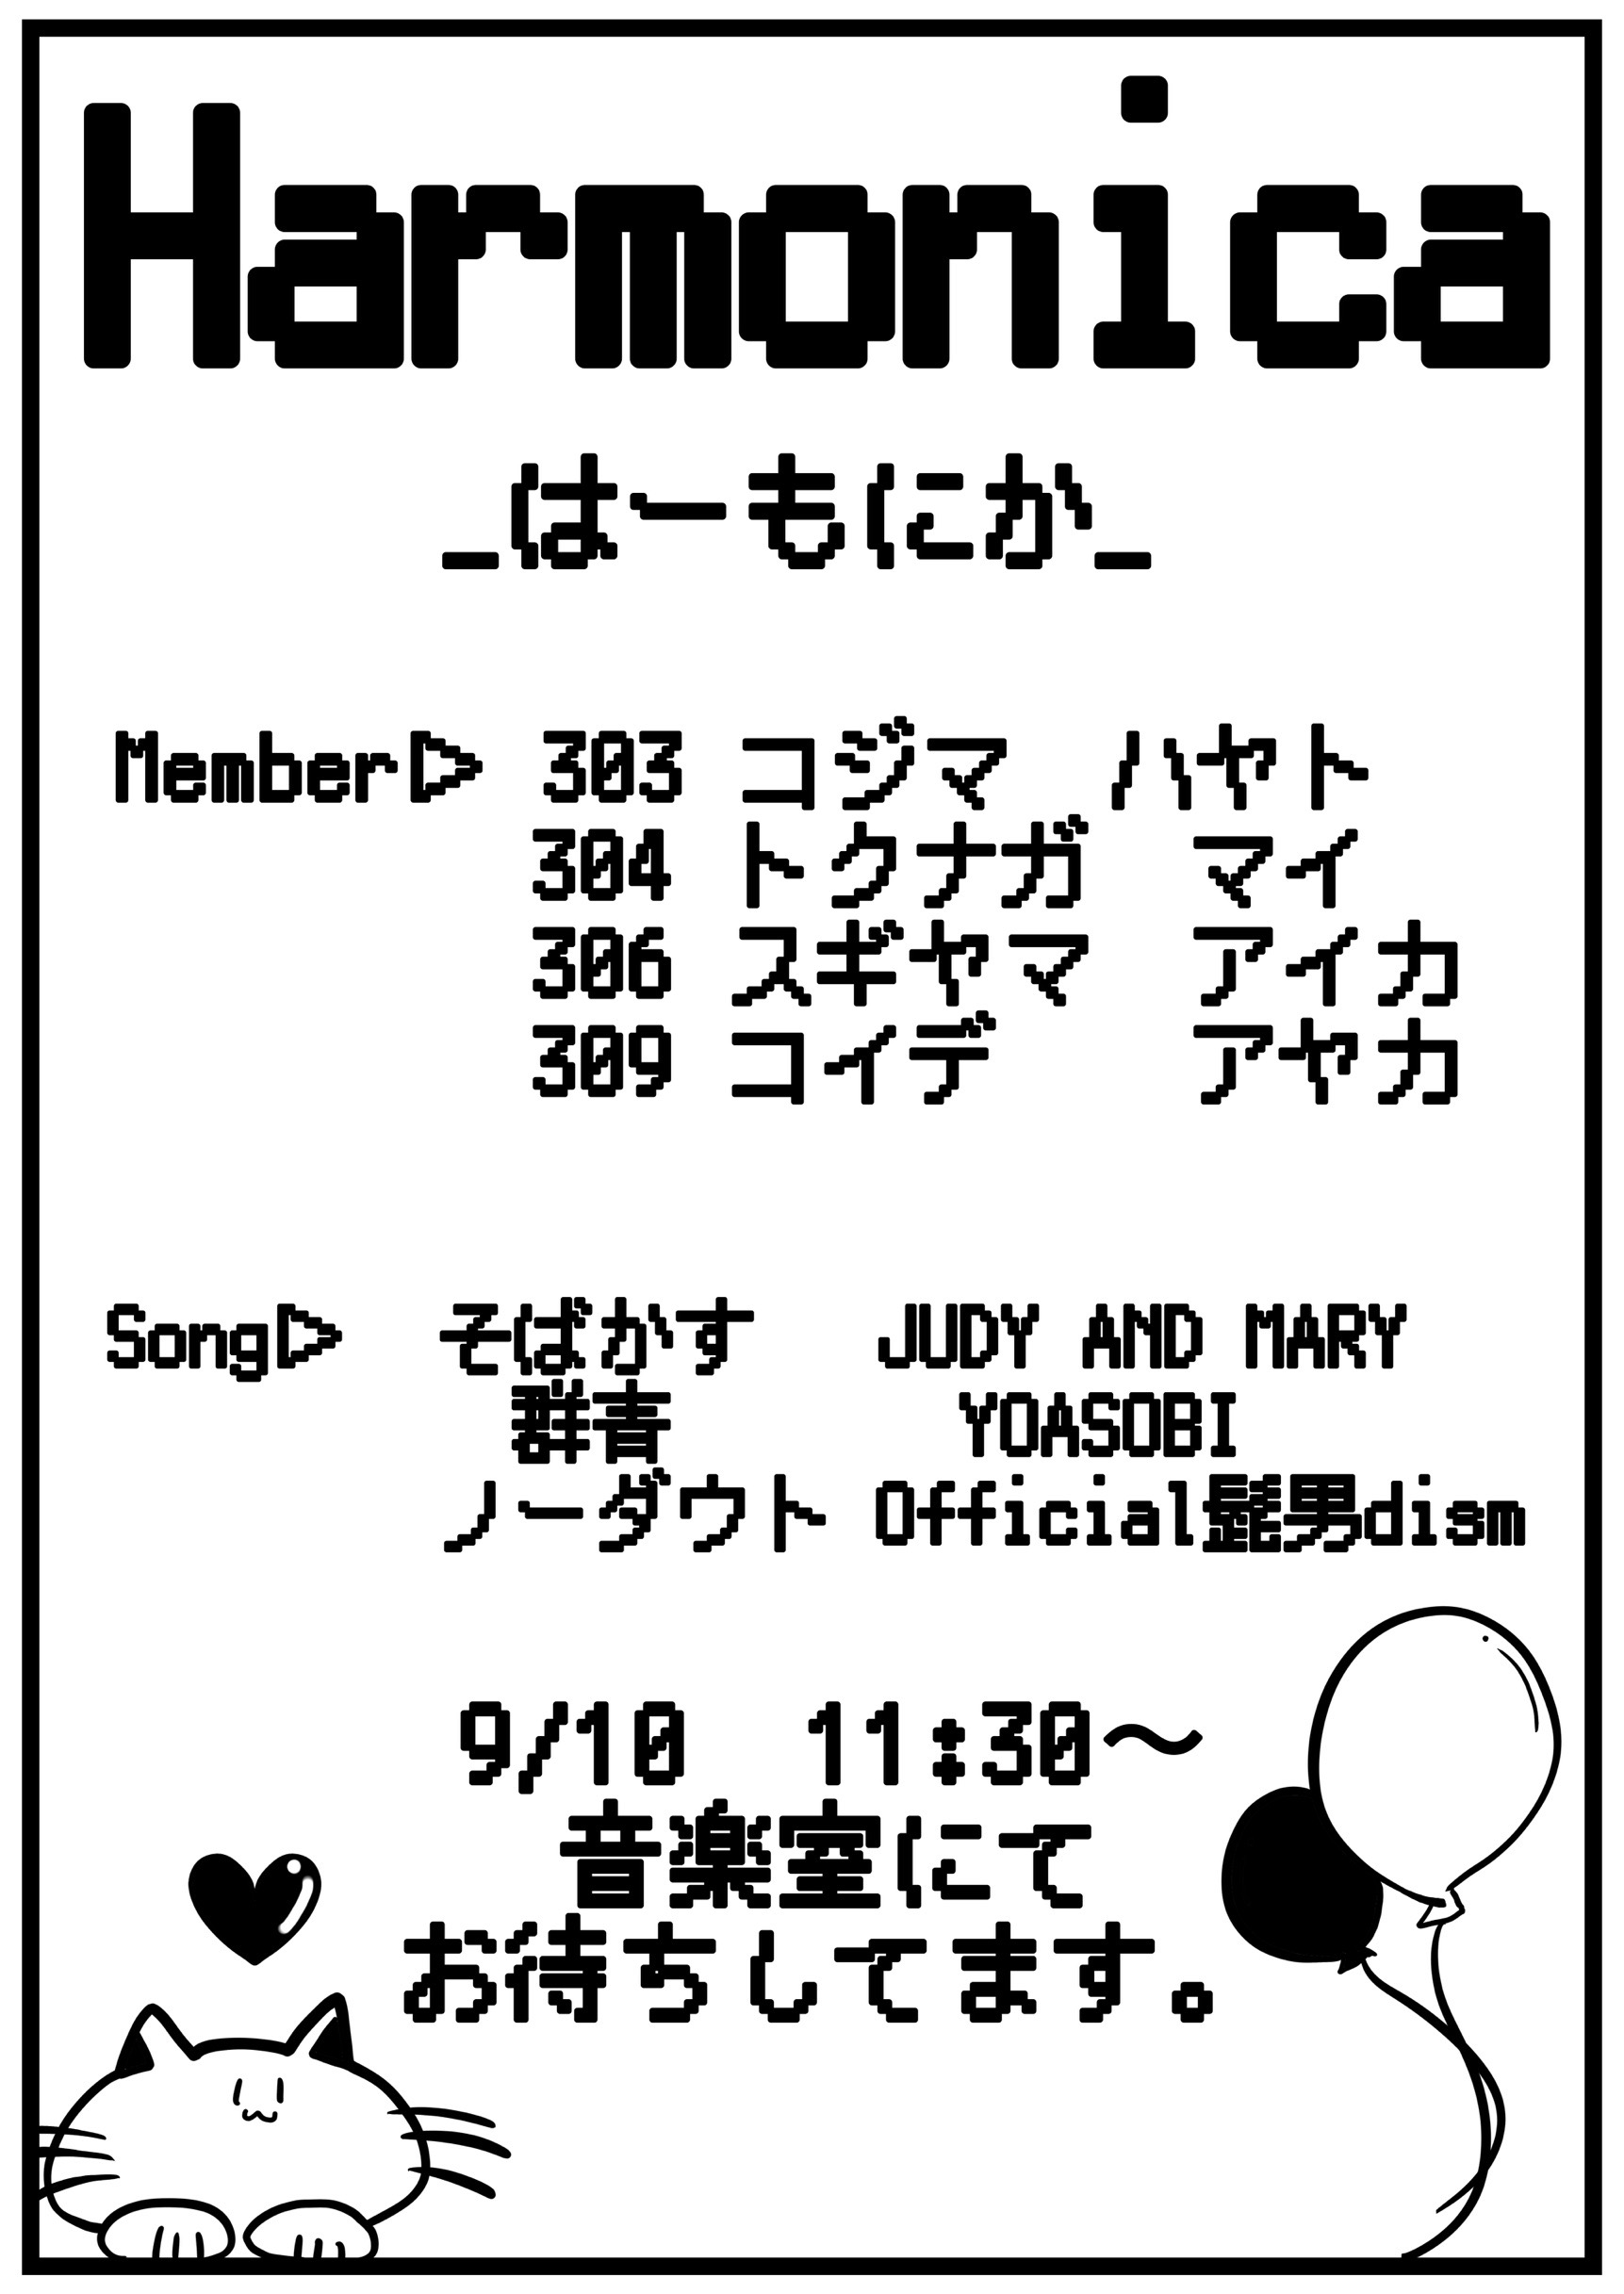 Harmonica
_はーもにか_
Member▷ 303 コジマ ハヤト
304 トクナガ マイ
306 スギヤマ アイカ
309 コイデ アヤカ
Song▷ そばかす JUDY AND MARY
群青 YOASOBI
ノーダウト Official髭男dism
9/10 11:30〜
音楽室にて
お待ちしてます。